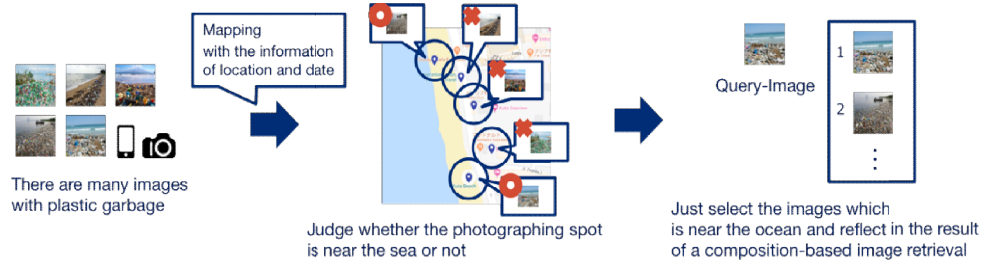 There are many images
with plastic garbage
Mapping
with the information
of location and date
Judge whether the photographing spot
is near the sea or not
Query-Image
1
2
Just select the images which
is near the ocean and reflect in the result
of a composition-based image retrieval